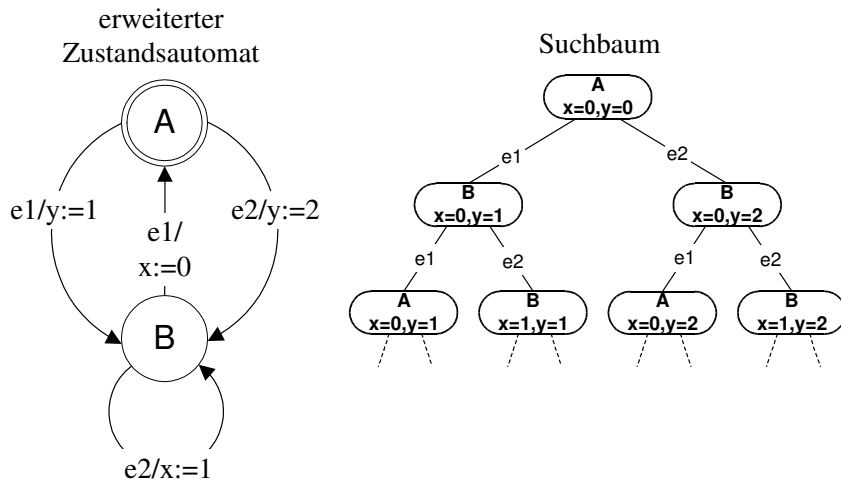 erweiterter
Zustandsautomat
A
e1/y:=1
e2/y:=2
e1/
x:=0
B
e2/x:=1
Suchbaum
A
x=0,y=0
e1
e2
B
x=0,y=1
B
x=0,y=2
e1
e2
e1
e2
A
x=0,y=1
B
x=1,y=1
A
x=0,y=2
B
x=1,y=2